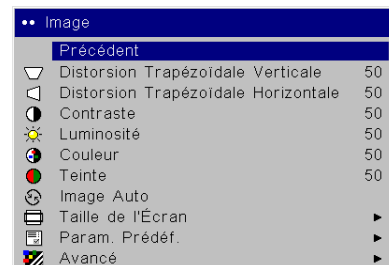 Image
Précédent
Distorsion Trapézoïdale Verticale 50
Distorsion Trapézoïdale Horizontale 50
Contraste 50
Luminosité 50
Couleur 50
Teinte 50
Image Auto
Taille de l'Écran
Param. Prédéf.
Avancé